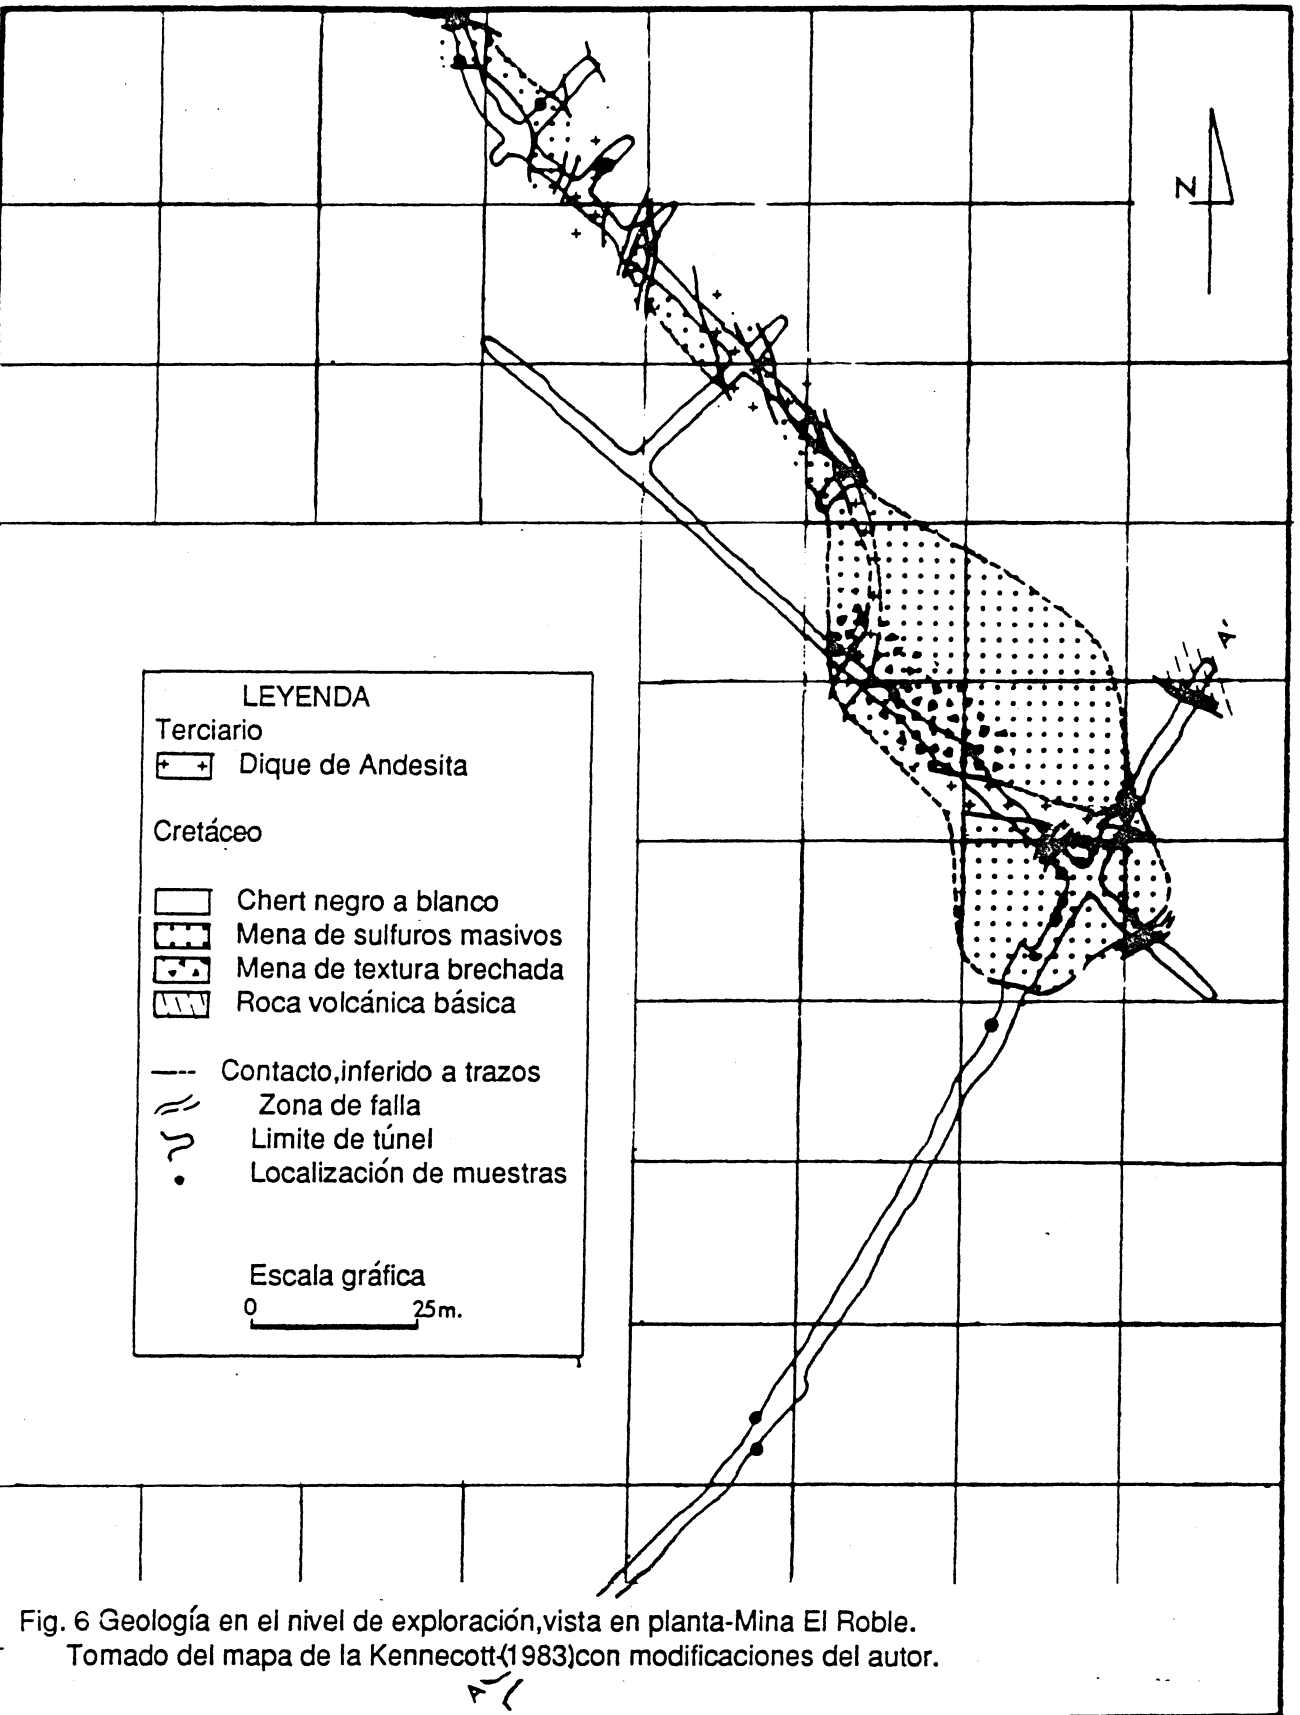 N
A'
LEYENDA
Terciario
Dique de Andesita
Cretáceo
Chert negro a blanco
Mena de sulfuros masivos
Mena de textura brechada
Roca volcánica básica
Contacto,inferido a trazos
Zona de falla
Limite de túnel
Localización de muestras
Escala gráfica
0 25m.
Fig. 6 Geología en el nivel de exploración,vista en planta-Mina El Roble.
Tomado del mapa de la Kennecott-(1983)con modificaciones del autor.
A